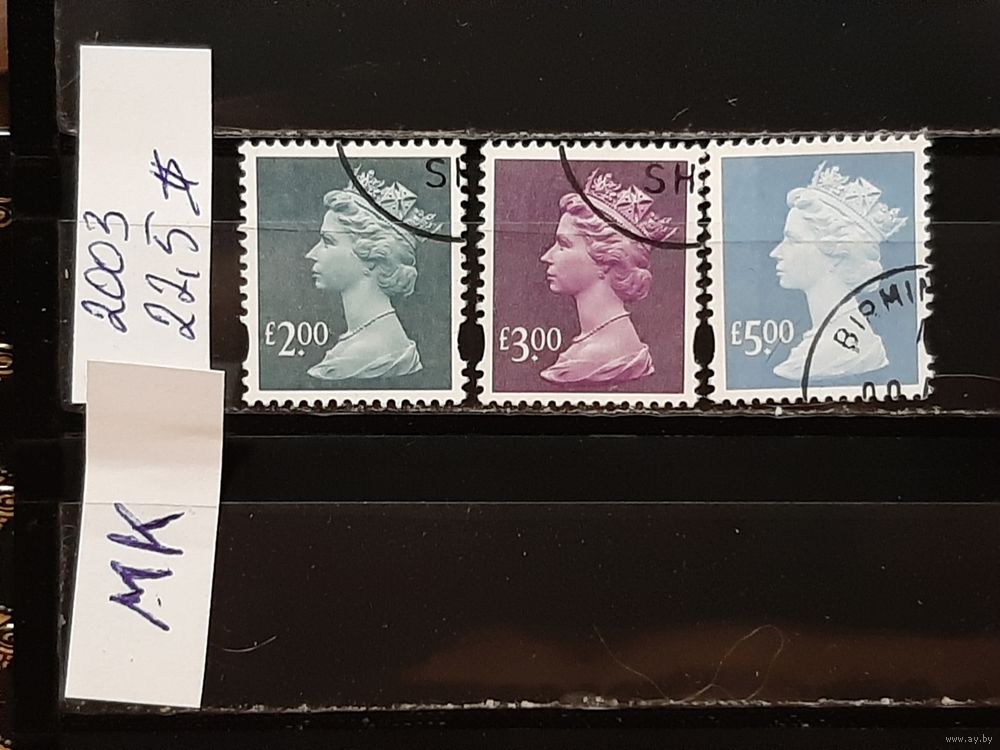 2003
22,5 $
MK
SH
SH
£2.00
£3.00
£5.00
BIRMIN
www.ay.by